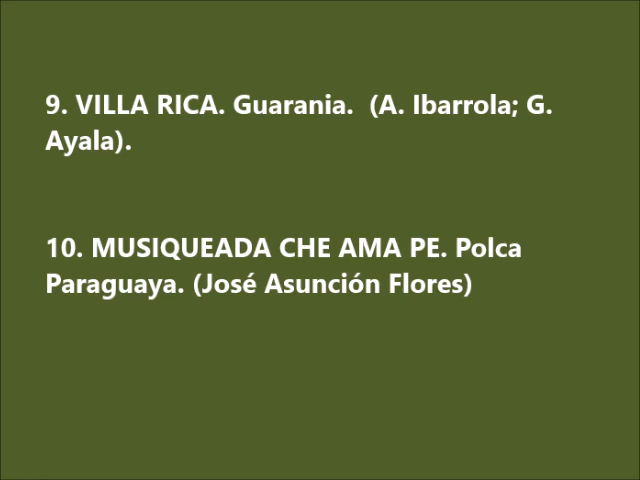 9. VILLA RICA. Guarania.  (A. Ibarrola; G.
Ayala).
10. MUSIQUEADA CHE AMA PE. Polca
Paraguaya. (José Asunción Flores)